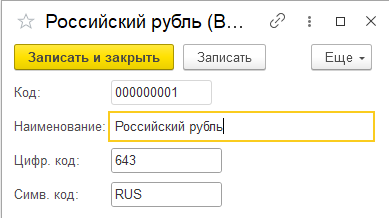 Российский рубль (В...
Записать и закрыть Записать Еще
Код: 000000001
Наименование: Российский рубль
Цифр. код: 643
Симв. код: RUS